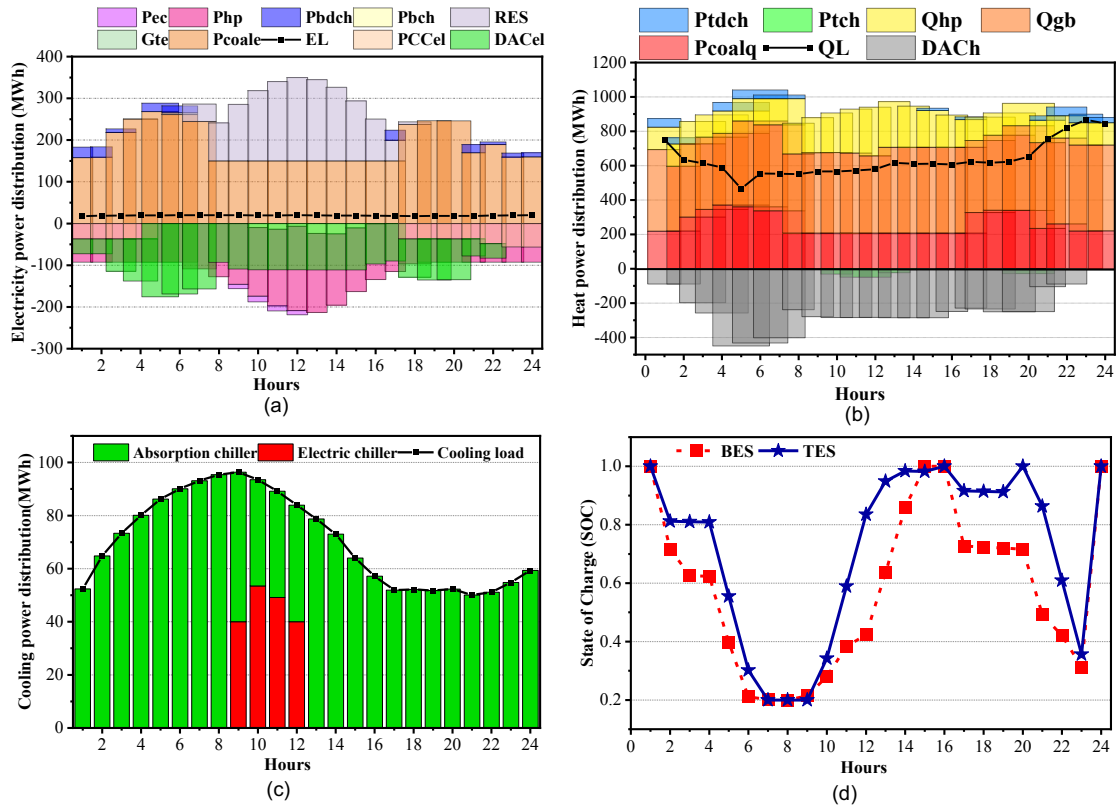 Pec Php Pbdch Pbch RES
Gte Pcoale EL PCCel DACel
Electricity power distribution (MWh)
400
300
200
100
0
-100
-200
-300
2 4 6 8 10 12 14 16 18 20 22 24
Hours
(a)
Ptdch Ptch Qhp Qgb
Pcoalq QL DACh
Heat power distribution (MWh)
1200
1000
800
600
400
200
0
-200
-400
0 2 4 6 8 10 12 14 16 18 20 22 24
Hours
(b)
Absorption chiller Electric chiller Cooling load
Cooling power distribution(MWh)
100
80
60
40
20
0
2 4 6 8 10 12 14 16 18 20 22 24
Hours
(c)
BES TES
State of Charge (SOC)
1.0
0.8
0.6
0.4
0.2
0 2 4 6 8 10 12 14 16 18 20 22 24
Hours
(d)